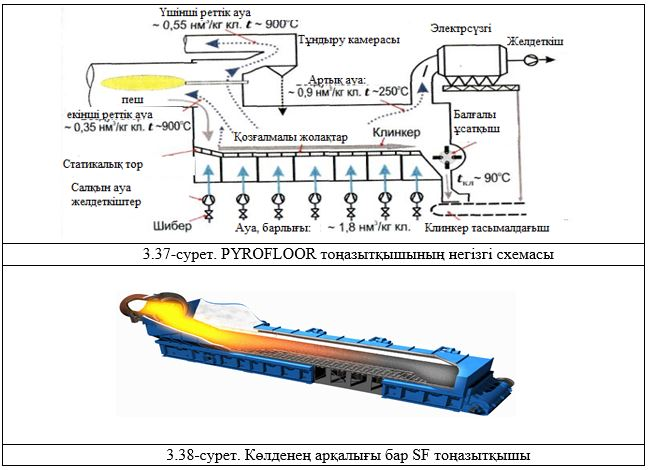 Үшінші реттік ауа
~ 0,55 нм³/кг кл. t ~ 900°С
Тұндыру камерасы
Электрсүзгі
Желдеткіш
Артық ауа:
~ 0,9 нм³/кг кл. t ~250°С
пеш
екінші реттік ауа
~ 0,35 нм³/кг кл. t ~900°С
Қозғалмалы жолақтар
Клинкер
Балғалы
ұсатқыш
Статикалық тор
tкл~ 90°С
Салқын ауа
желдеткіштер
Шибер
Ауа, барлығы: ~ 1,8 нм³/кг кл.
Клинкер тасымалдағыш
3.37-сурет. PYROFLOOR тоңазытқышының негізгі схемасы
3.38-сурет. Көлденең арқалығы бар SF тоңазытқышы